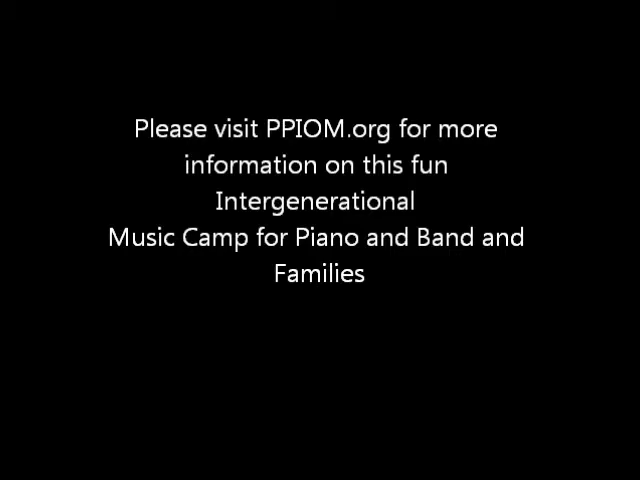 Please visit PPIOM.org for more
information on this fun
Intergenerational
Music Camp for Piano and Band and
Families